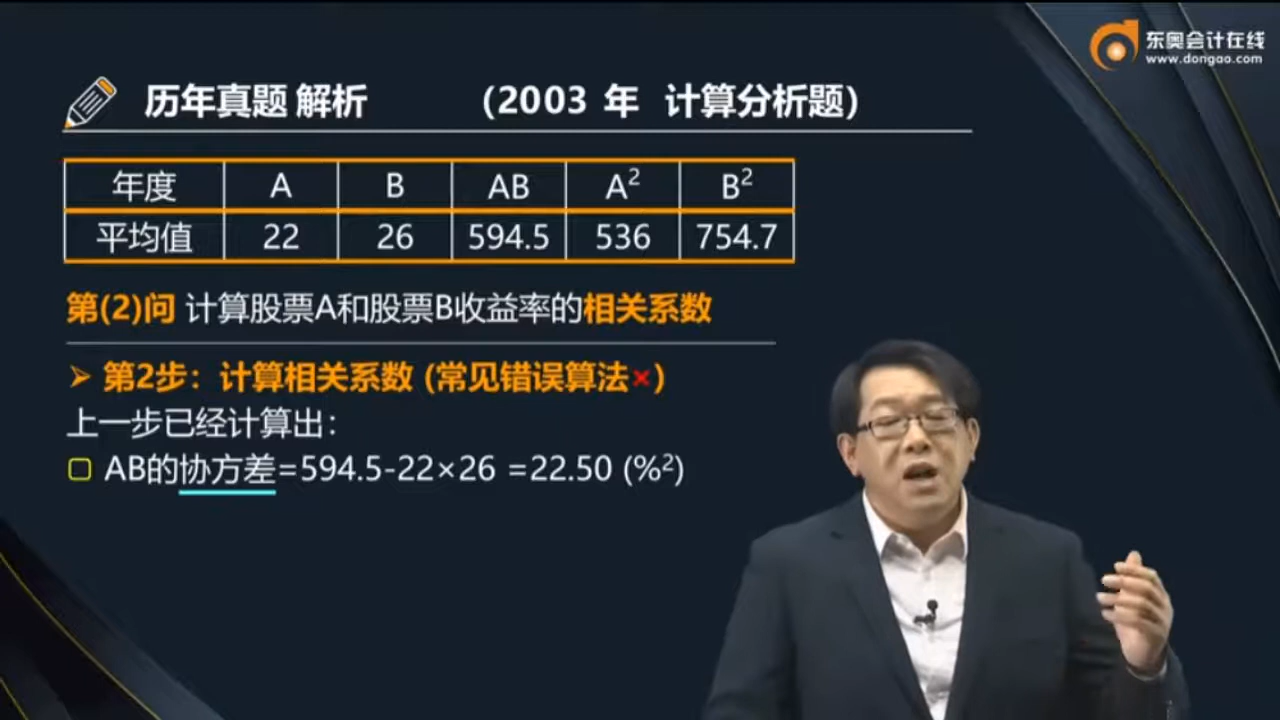 东奥会计在线
www.dongao.com
历年真题 解析 (2003 年 计算分析题)
年度 A B AB A² B²
平均值 22 26 594.5 536 754.7
第(2)问 计算股票A和股票B收益率的相关系数
➢ 第2步：计算相关系数 (常见错误算法×)
上一步已经计算出：
▢ AB的协方差=594.5-22×26 =22.50 (%²)